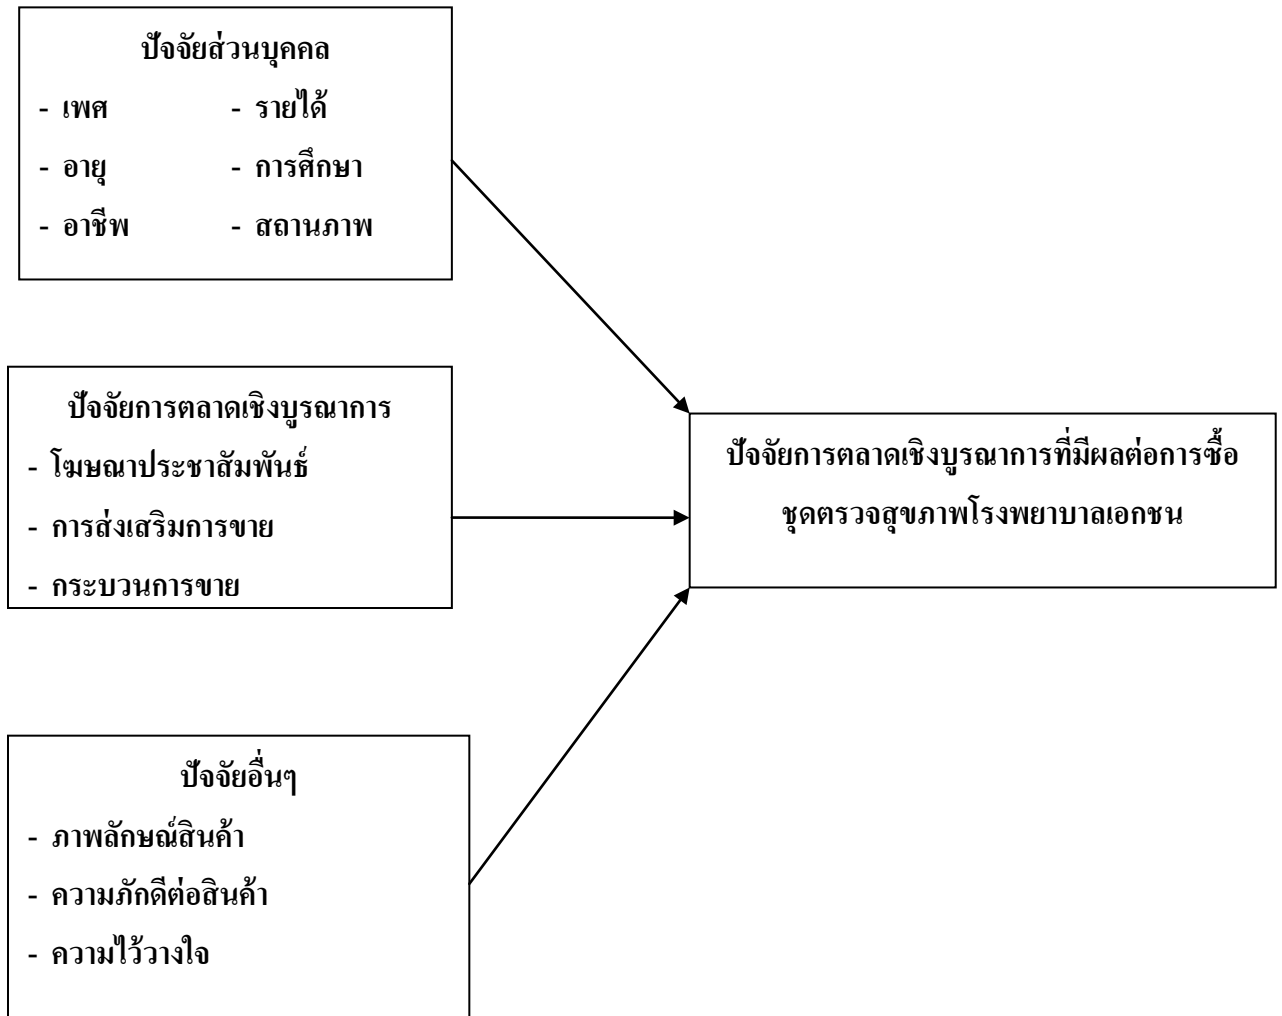 ปัจจัยส่วนบุคคล
- เพศ - รายได้
- อายุ - การศึกษา
- อาชีพ - สถานภาพ
ปัจจัยการตลาดเชิงบูรณาการ
- โฆษณาประชาสัมพันธ์
- การส่งเสริมการขาย
- กระบวนการขาย
ปัจจัยการตลาดเชิงบูรณาการที่มีผลต่อการซื้อ
ชุดตรวจสุขภาพโรงพยาบาลเอกชน
ปัจจัยอื่นๆ
- ภาพลักษณ์สินค้า
- ความภักดีต่อสินค้า
- ความไว้วางใจ